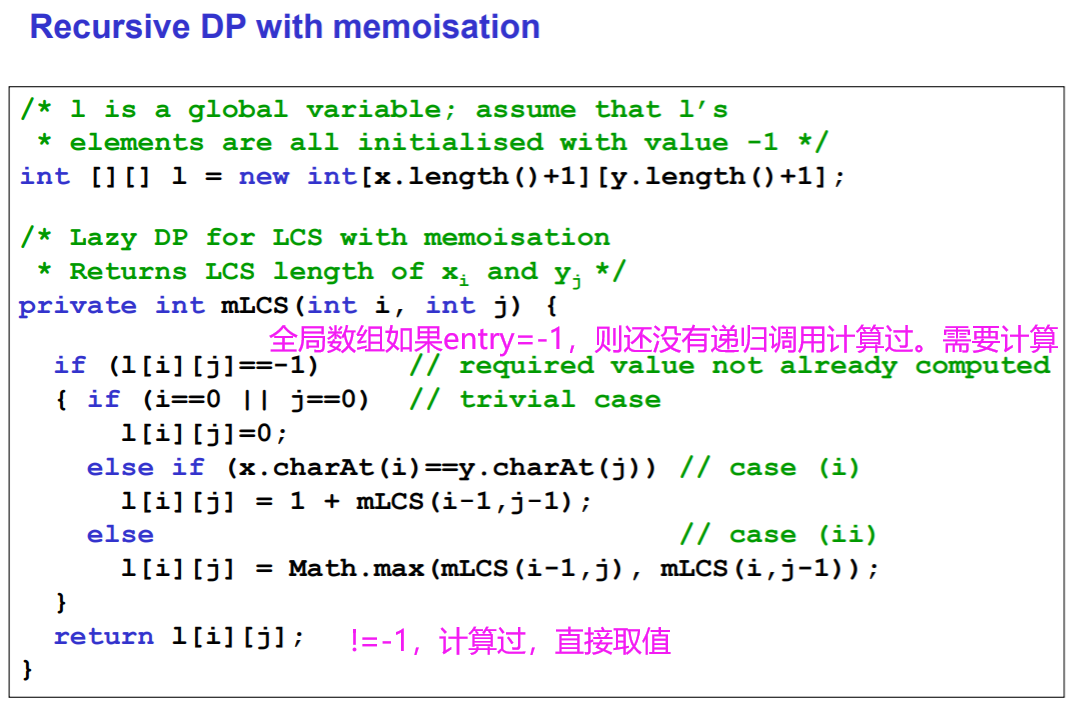 Recursive DP with memoisation
/* l is a global variable; assume that l’s
* elements are all initialised with value -1 */
int [][] l = new int[x.length()+1][y.length()+1];
/* Lazy DP for LCS with memoisation
* Returns LCS length of xi and yj */
private int mLCS(int i, int j) {
全局数组如果entry=-1，则还没有递归调用计算过。需要计算
if (l[i][j]==-1) // required value not already computed
{ if (i==0 || j==0) // trivial case
l[i][j]=0;
else if (x.charAt(i)==y.charAt(j)) // case (i)
l[i][j] = 1 + mLCS(i-1,j-1);
else // case (ii)
l[i][j] = Math.max(mLCS(i-1,j), mLCS(i,j-1));
}
return l[i][j]; !=-1，计算过，直接取值
}